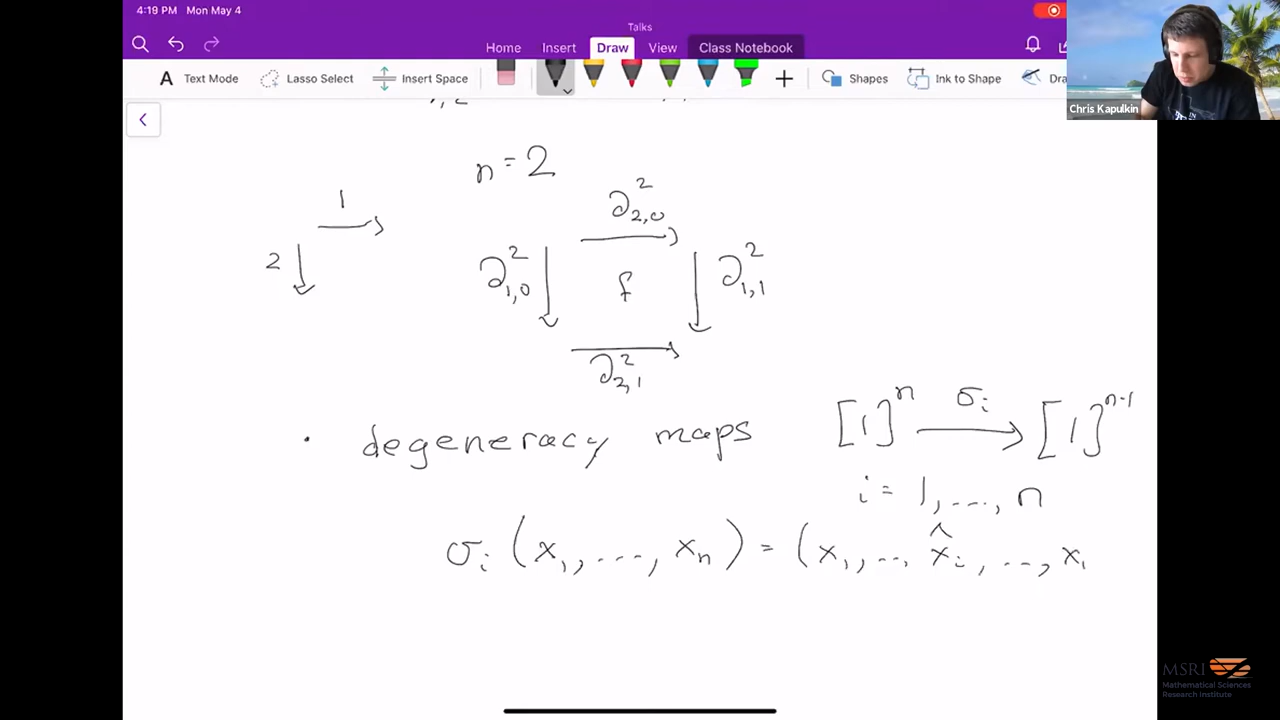 4:19 PM Mon May 4
Talks
Home Insert Draw View Class Notebook
A Text Mode Lasso Select Insert Space Shapes Ink to Shape Dra
Chris Kapulkin
n = 2
1
2
∂²₂,₀
∂²₁,₀ f ∂²₁,₁
∂²₂,₁
• degeneracy maps [1]ⁿ σᵢ [1]ⁿ⁻¹
i = 1, ..., n
σᵢ (x₁, ..., xₙ) = (x₁, .. x̂ᵢ, ..., x
MSRI
Mathematical Sciences
Research Institute